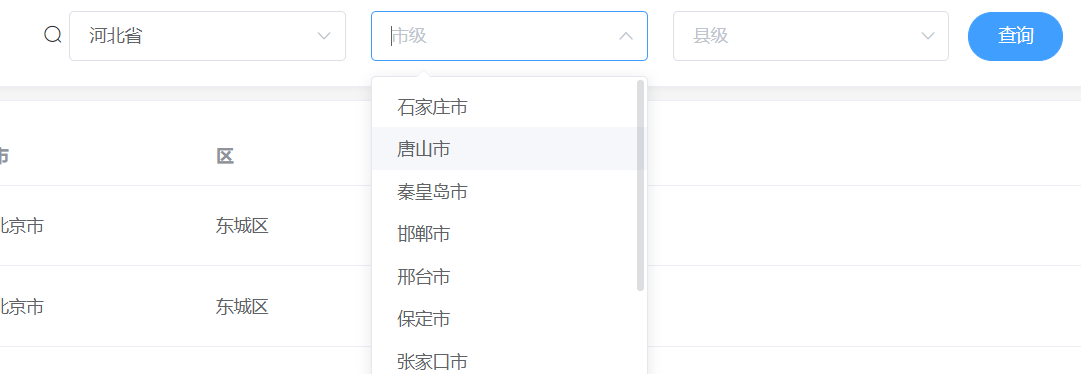 河北省 市级 县级 查询
石家庄市
市 区
唐山市
秦皇岛市
北京市 东城区
邯郸市
邢台市
东城区
北京市
保定市
张家口市